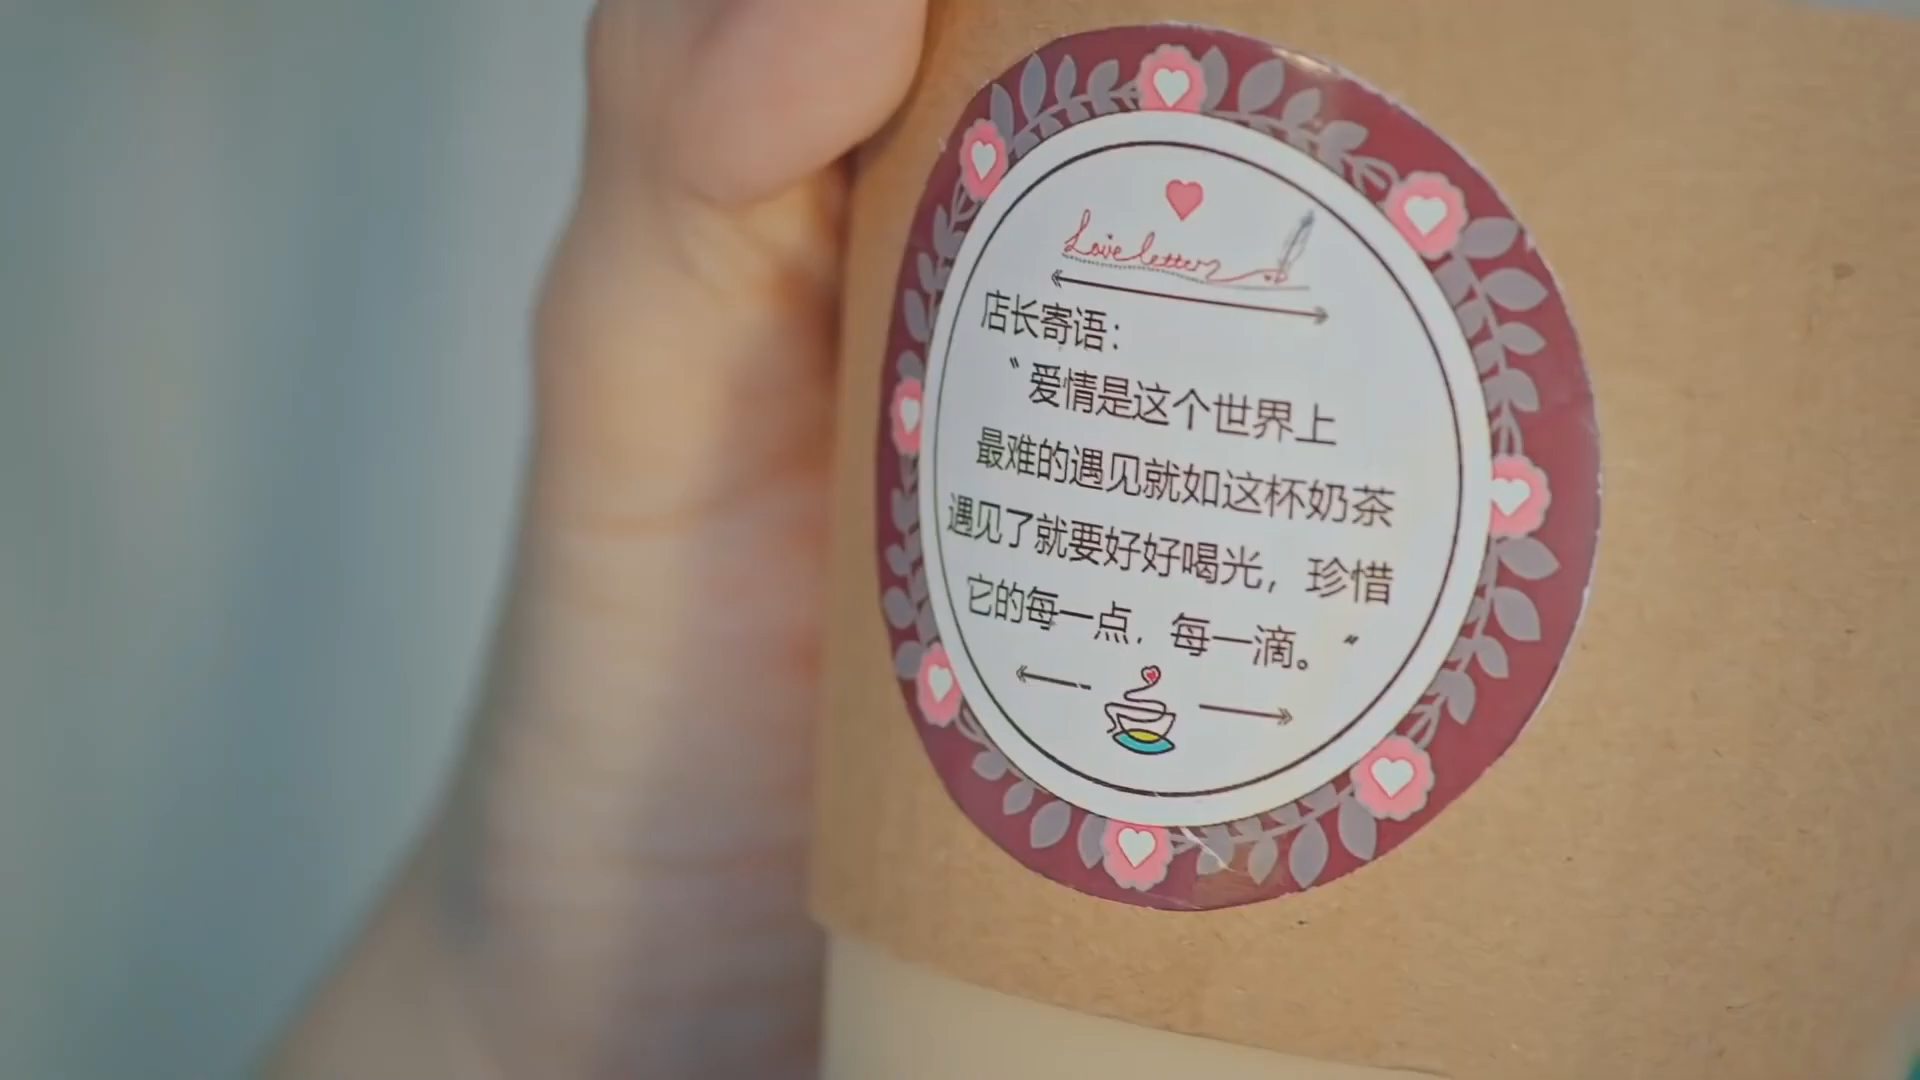 Love letter
店长寄语：
“爱情是这个世界上
最难的遇见就如这杯奶茶
遇见了就要好好喝光，珍惜
它的每一点，每一滴。”